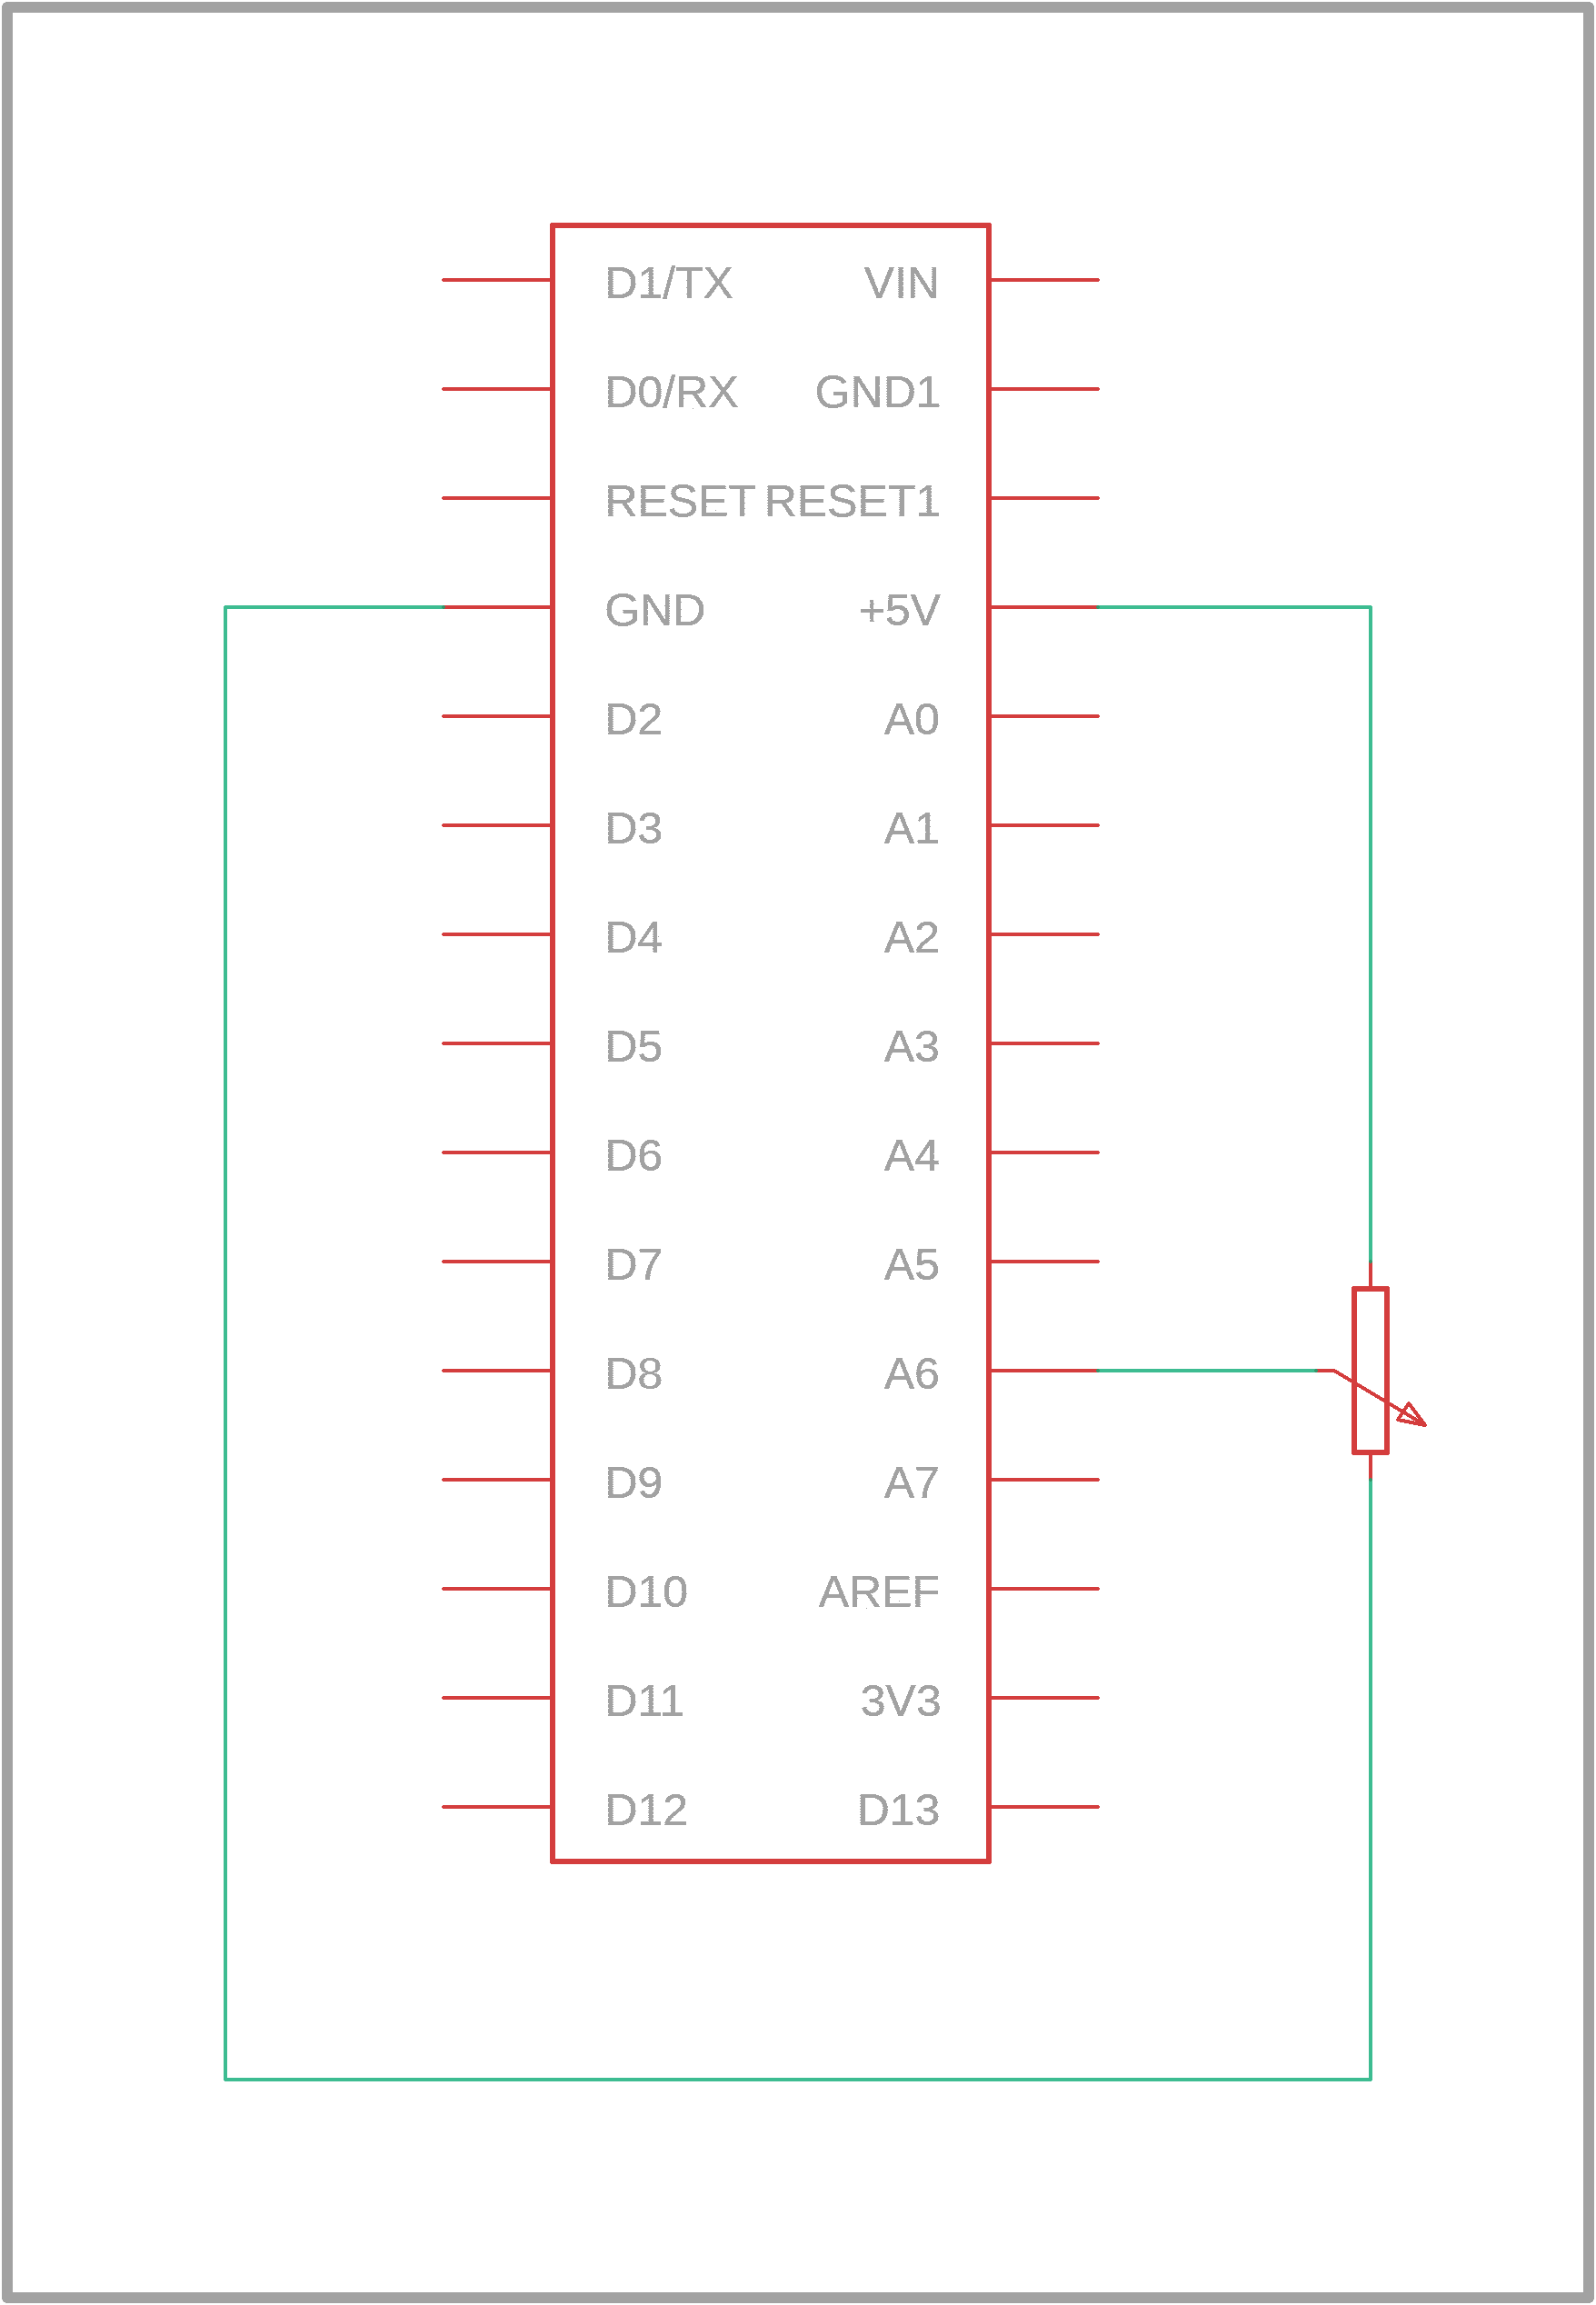 D1/TX VIN
D0/RX GND1
RESET RESET1
GND +5V
D2 A0
D3 A1
D4 A2
D5 A3
D6 A4
D7 A5
D8 A6
D9 A7
D10 AREF
D11 3V3
D12 D13